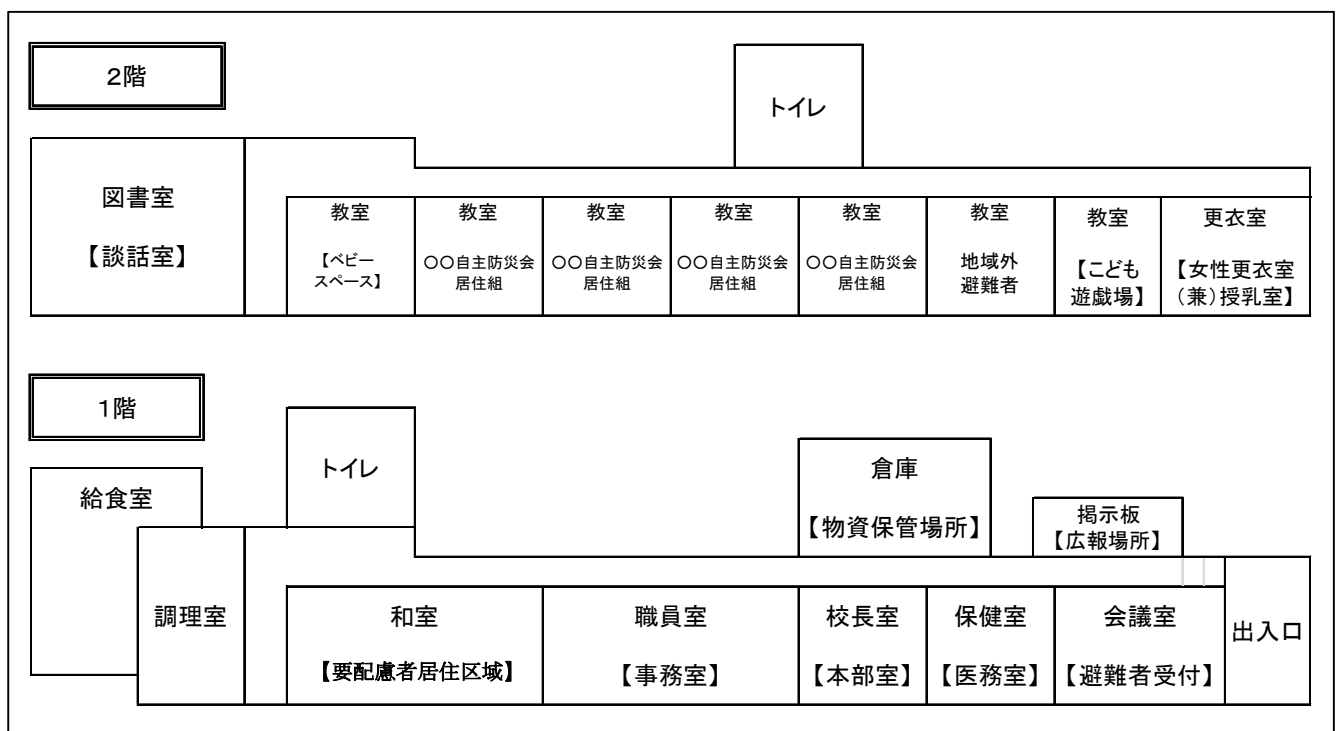 ２階
トイレ
図書室
【談話室】
教室
【ベビー
スペース】
教室
〇〇自主防災会
居住組
教室
〇〇自主防災会
居住組
教室
〇〇自主防災会
居住組
教室
〇〇自主防災会
居住組
教室
地域外
避難者
教室
【こども
遊戯場】
更衣室
【女性更衣室
（兼）授乳室】
１階
トイレ
給食室
倉庫
【物資保管場所】
掲示板
【広報場所】
調理室
和室
【要配慮者居住区域】
職員室
【事務室】
校長室
【本部室】
保健室
【医務室】
会議室
【避難者受付】
出入口